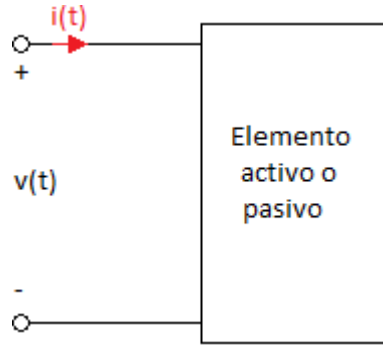 i(t)
+
v(t)
-
Elemento
activo o
pasivo